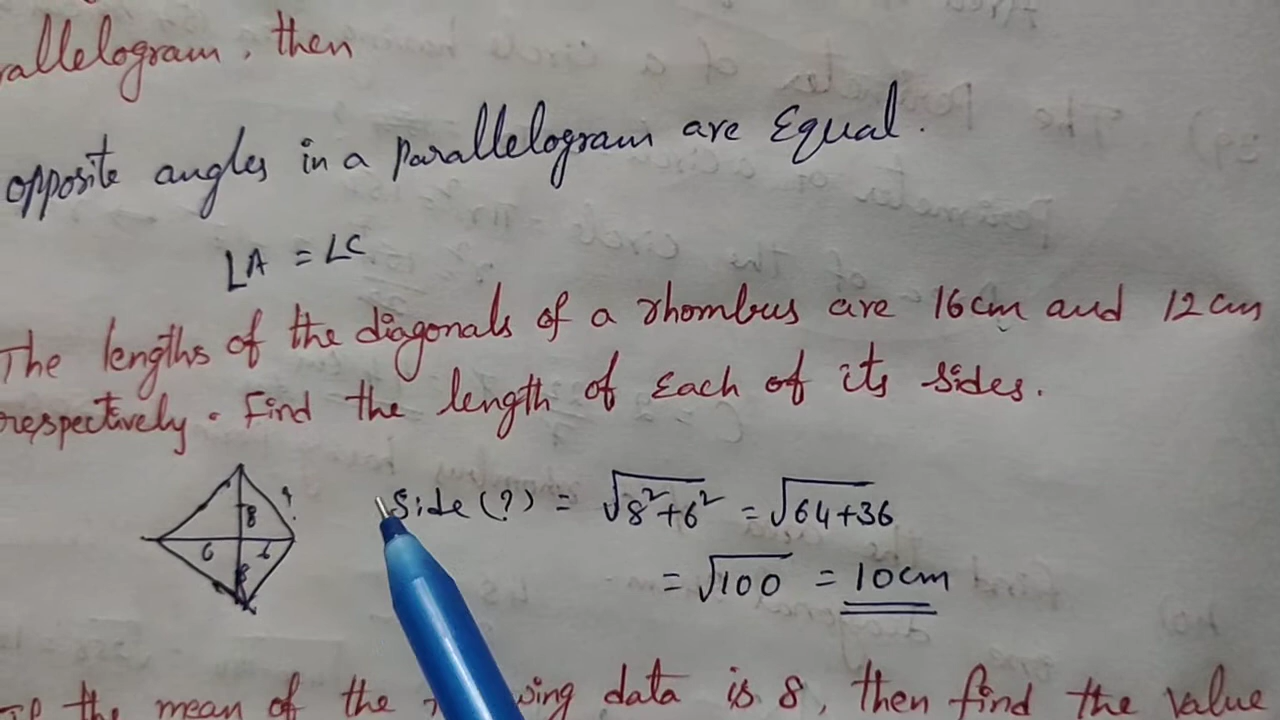 rallelogram, then
opposite angles in a parallelogram are Equal.
∠A = ∠C
The lengths of the diagonals of a rhombus are 16cm and 12cm
respectively. Find the length of Each of its sides.
8 ?
6 6
8
Side (?) = √8²+6² = √64+36
= √100 = 10cm
If the mean of the data is 8, then find the value